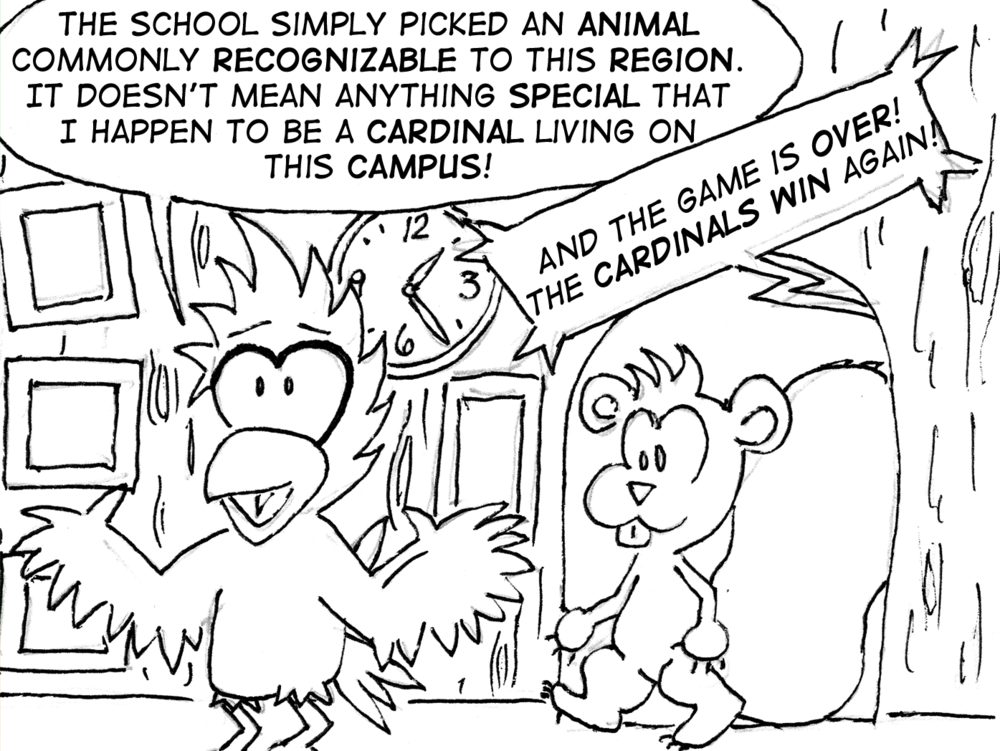 THE SCHOOL SIMPLY PICKED AN ANIMAL
COMMONLY RECOGNIZABLE TO THIS REGION.
IT DOESN'T MEAN ANYTHING SPECIAL THAT
I HAPPEN TO BE A CARDINAL LIVING ON
THIS CAMPUS!
AND THE GAME IS OVER!
THE CARDINALS WIN AGAIN!
12
3
6